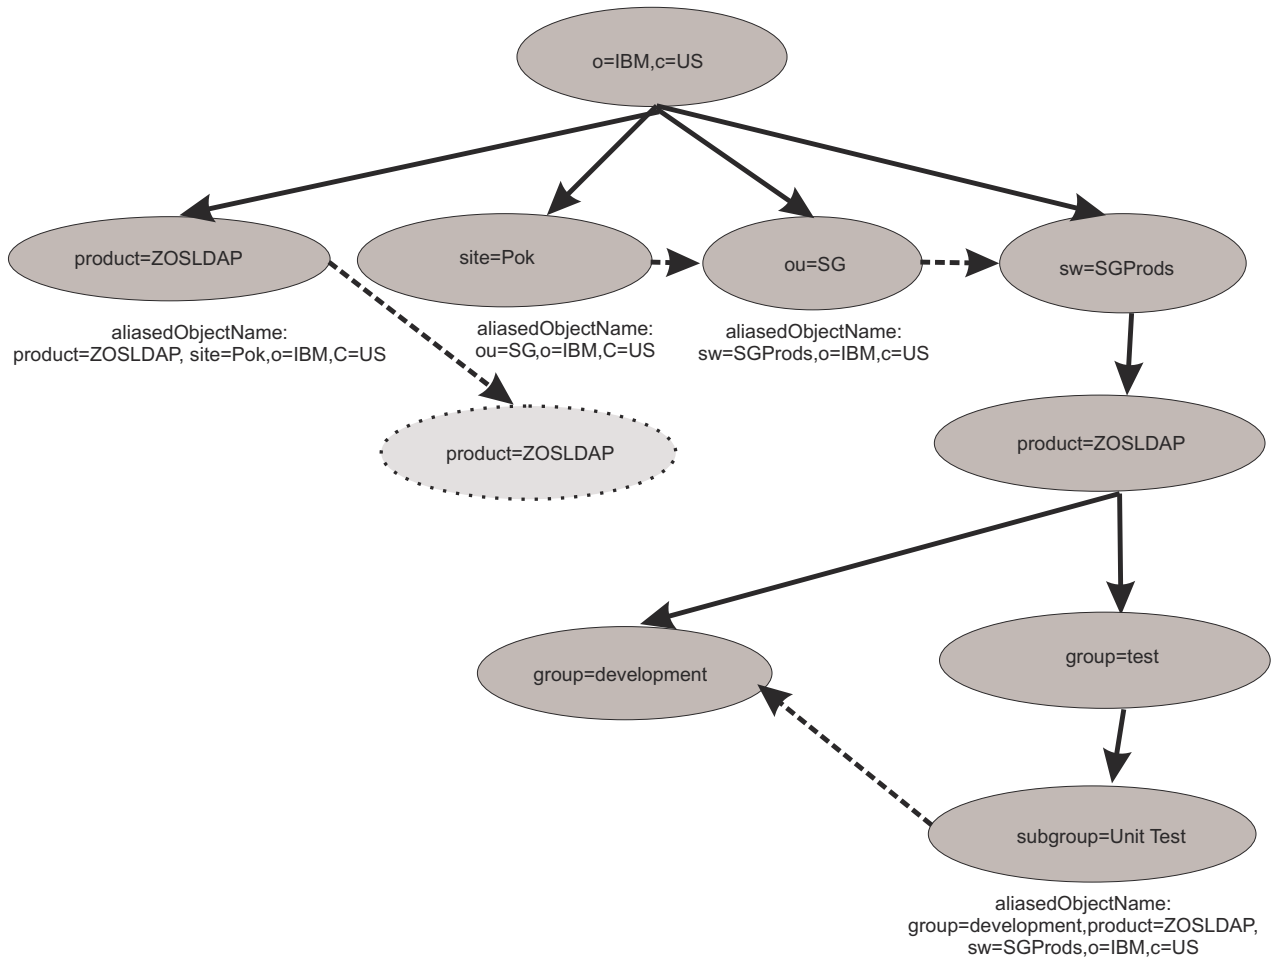 o=IBM,c=US
product=ZOSLDAP
site=Pok
ou=SG
sw=SGProds
aliasedObjectName:
product=ZOSLDAP, site=Pok,o=IBM,C=US
aliasedObjectName:
ou=SG,o=IBM,C=US
aliasedObjectName:
sw=SGProds,o=IBM,c=US
product=ZOSLDAP
product=ZOSLDAP
group=development
group=test
subgroup=Unit Test
aliasedObjectName:
group=development,product=ZOSLDAP,
sw=SGProds,o=IBM,c=US